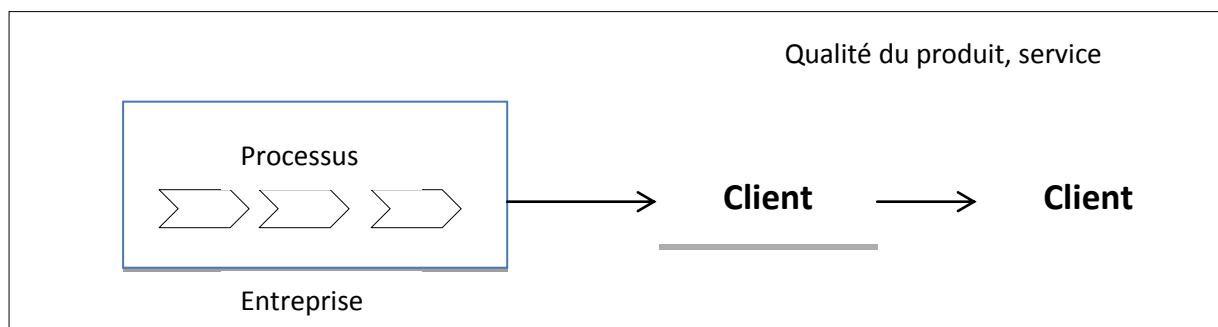 Qualité du produit, service
Processus
Client
Client
Entreprise